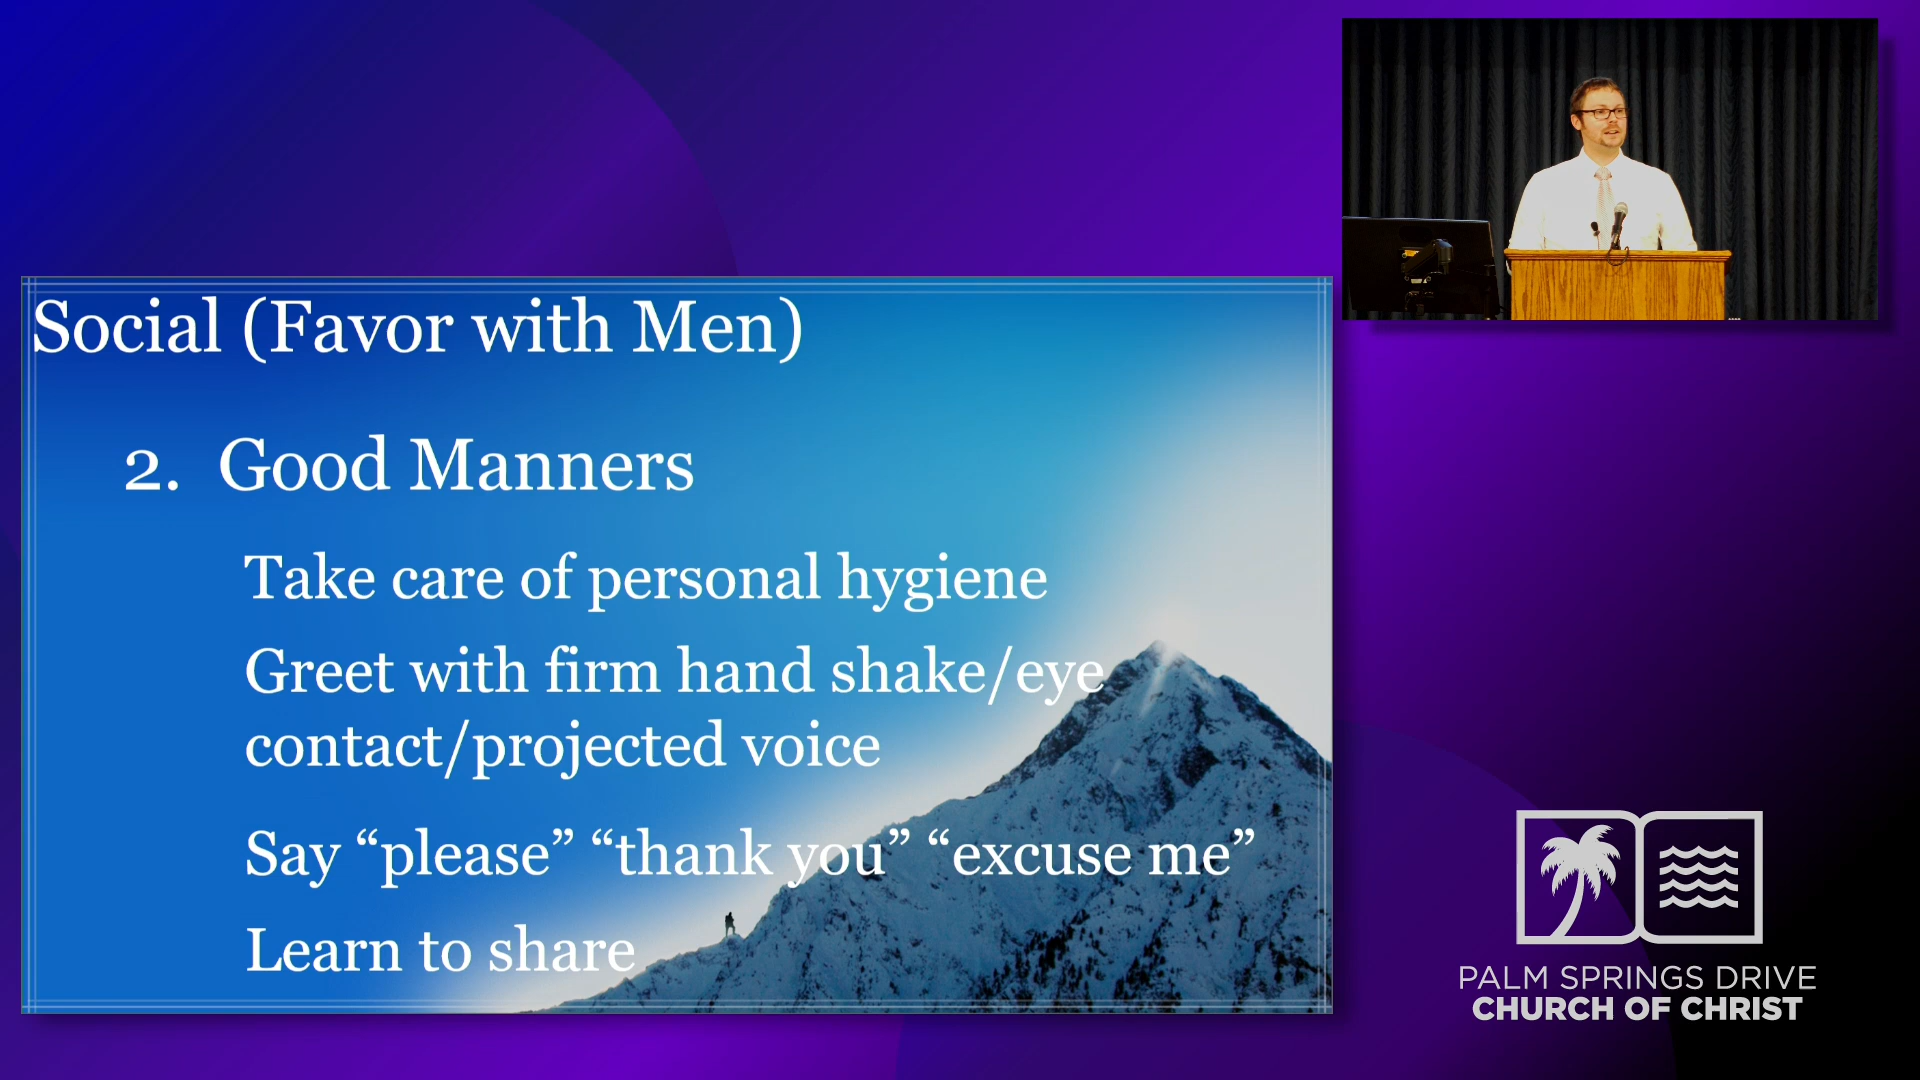 Social (Favor with Men)
2. Good Manners
Take care of personal hygiene
Greet with firm hand shake/eye
contact/projected voice
Say “please” “thank you” “excuse me”
Learn to share
PALM SPRINGS DRIVE
CHURCH OF CHRIST